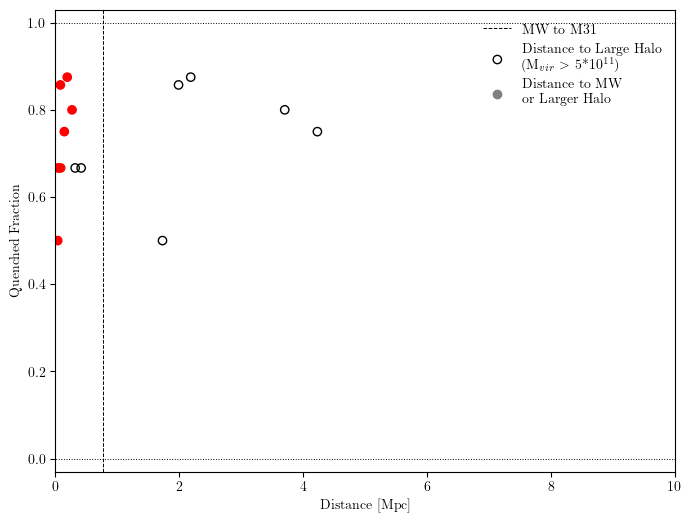 MW to M31
Distance to Large Halo
(M_vir > 5*10^11)
Distance to MW
or Larger Halo
1.0
0.8
0.6
0.4
0.2
0.0
Quenched Fraction
0 2 4 6 8 10
Distance [Mpc]